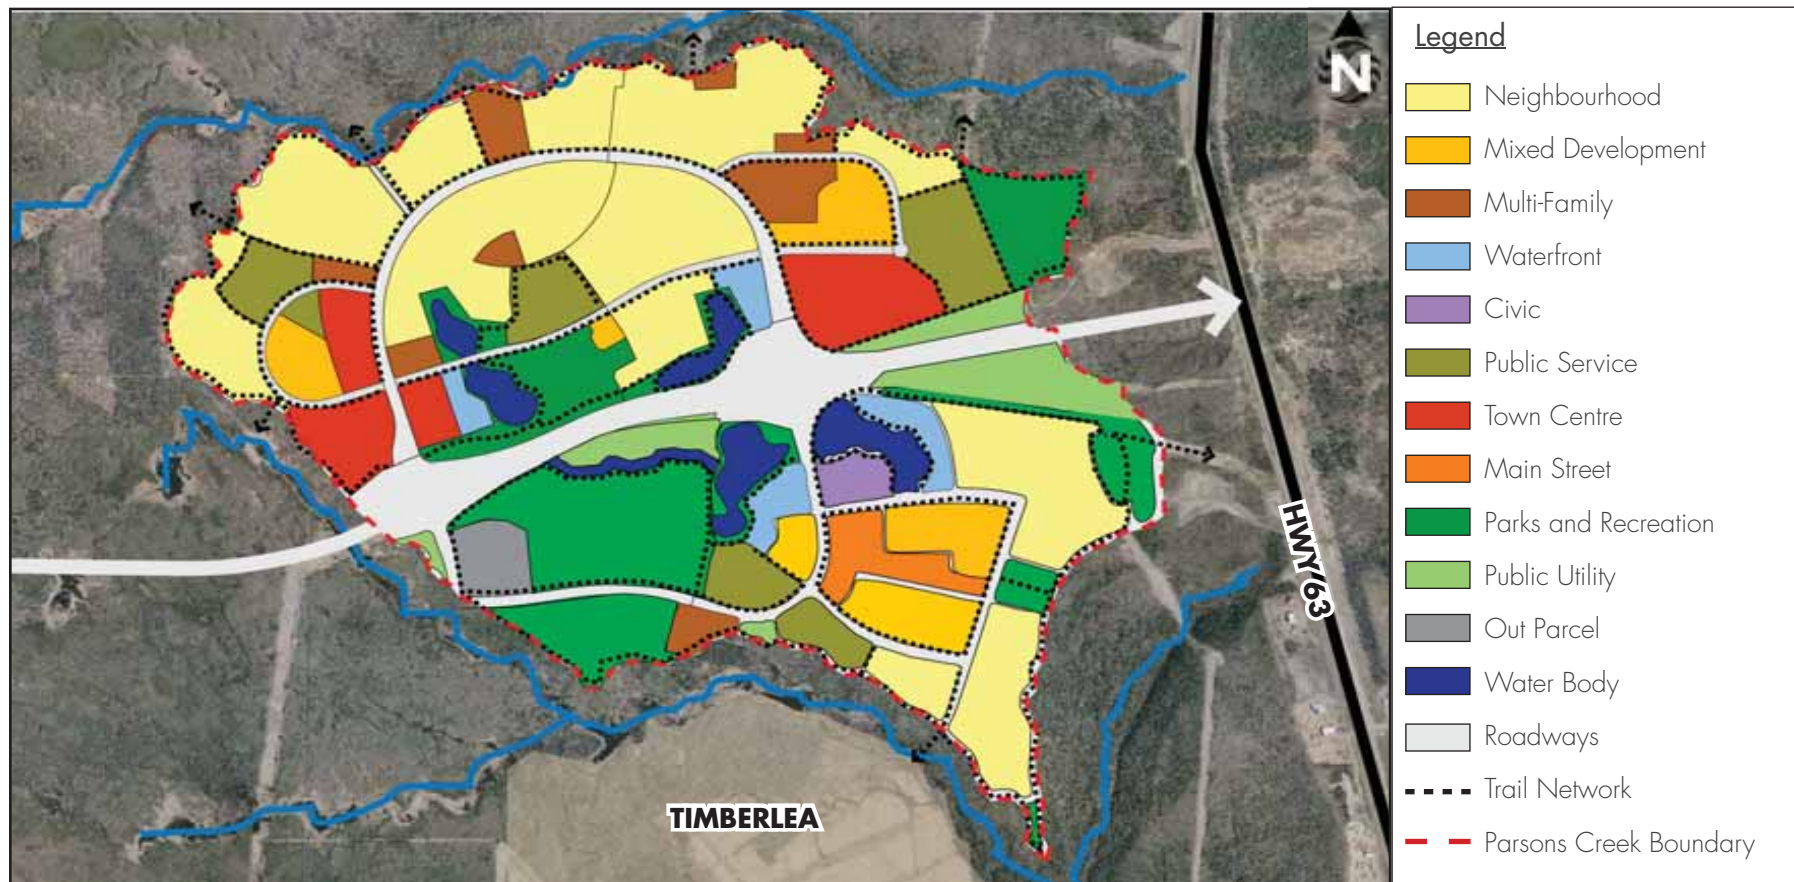 N
HWY 63
TIMBERLEA
Legend
Neighbourhood
Mixed Development
Multi-Family
Waterfront
Civic
Public Service
Town Centre
Main Street
Parks and Recreation
Public Utility
Out Parcel
Water Body
Roadways
Trail Network
Parsons Creek Boundary